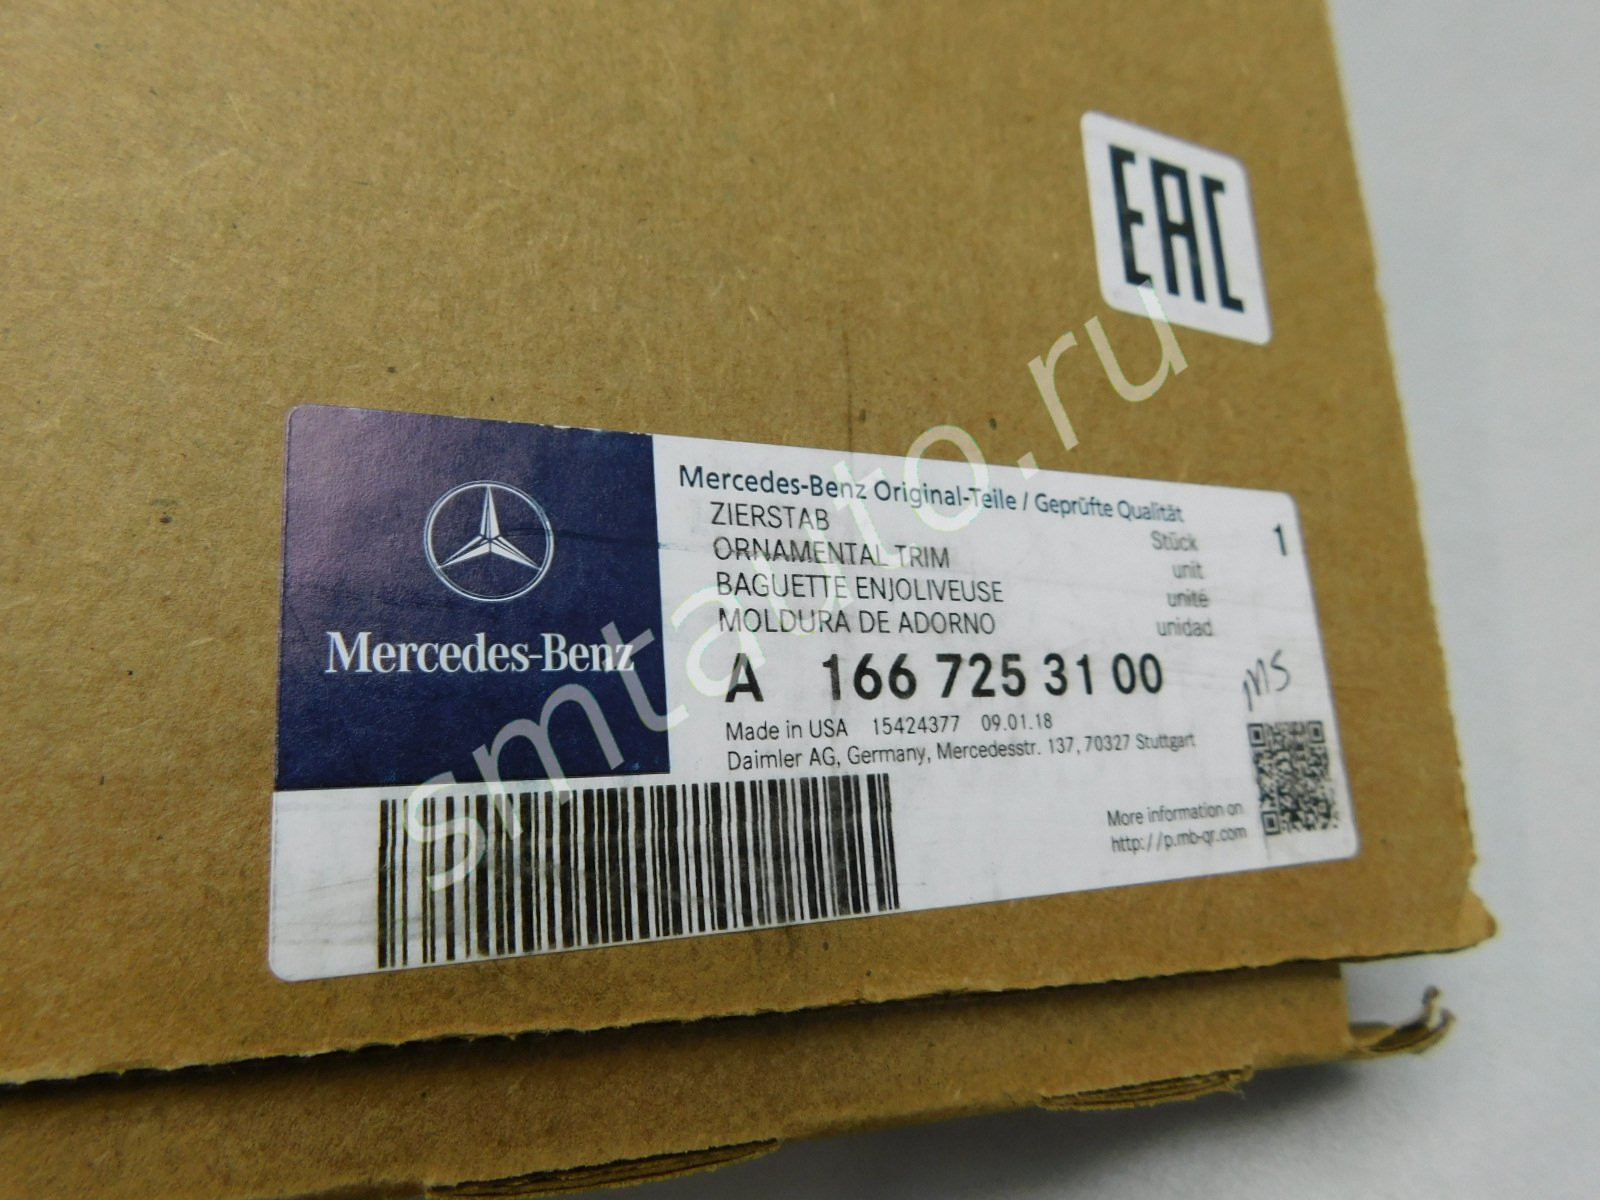 EAC
Mercedes-Benz
Mercedes-Benz Original-Teile / Geprüfte Qualität
ZIERSTAB
Stück
1
ORNAMENTAL TRIM
unit
BAGUETTE ENJOLIVEUSE
unité
MOLDURA DE ADORNO
unidad
A 166 725 31 00
MS
Made in USA 15424377 09.01.18
Daimler AG, Germany, Mercedesstr. 137, 70327 Stuttgart
More information on
http://p.mb-qr.com
smtauto.ru